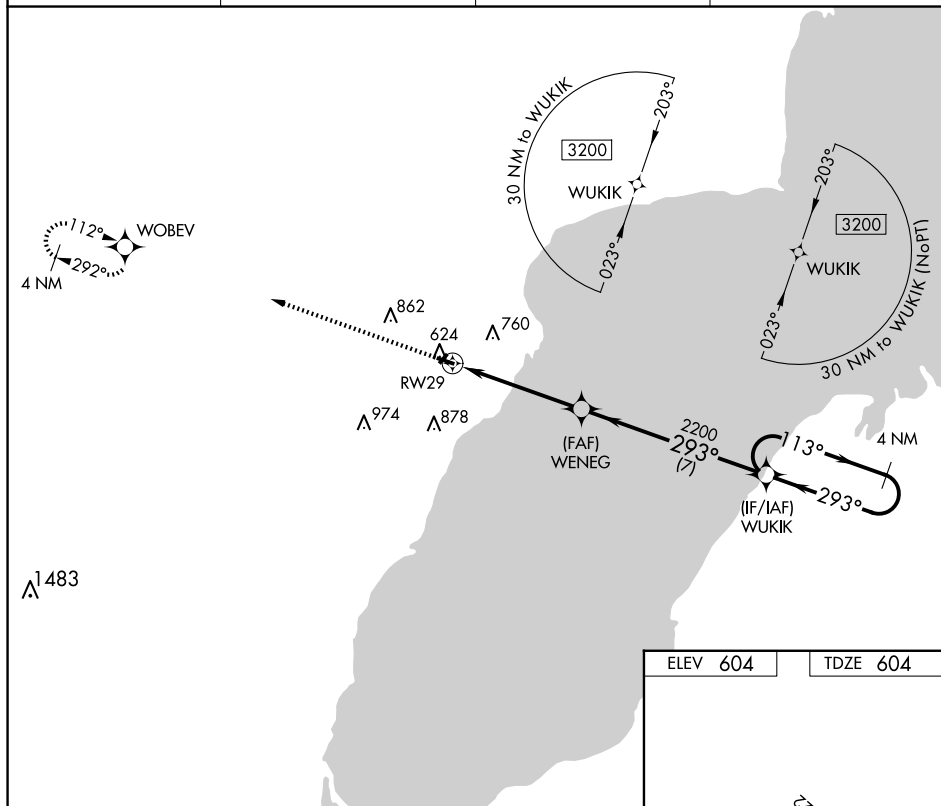 30 NM to WUKIK
203°
3200
WUKIK
023°
203°
3200
WUKIK
023°
30 NM to WUKIK (NoPT)
112°
WOBEV
292°
4 NM
862
760
624
RW29
974
878
(FAF)
WENEG
2200
293°
(7)
4 NM
113°
293°
(IF/IAF)
WUKIK
1483
ELEV 604
TDZE 604